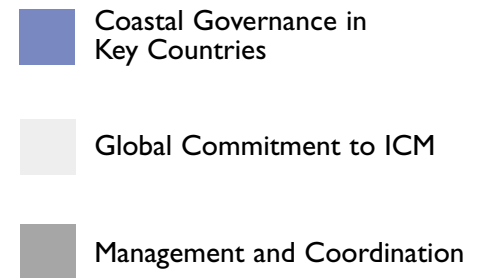 Coastal Governance in
Key Countries
Global Commitment to ICM
Management and Coordination